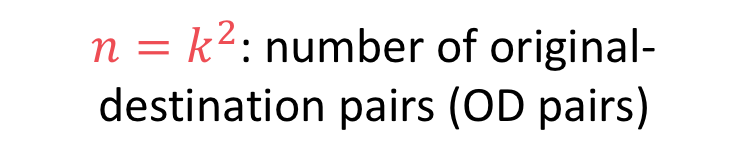 n = k²: number of original-
destination pairs (OD pairs)